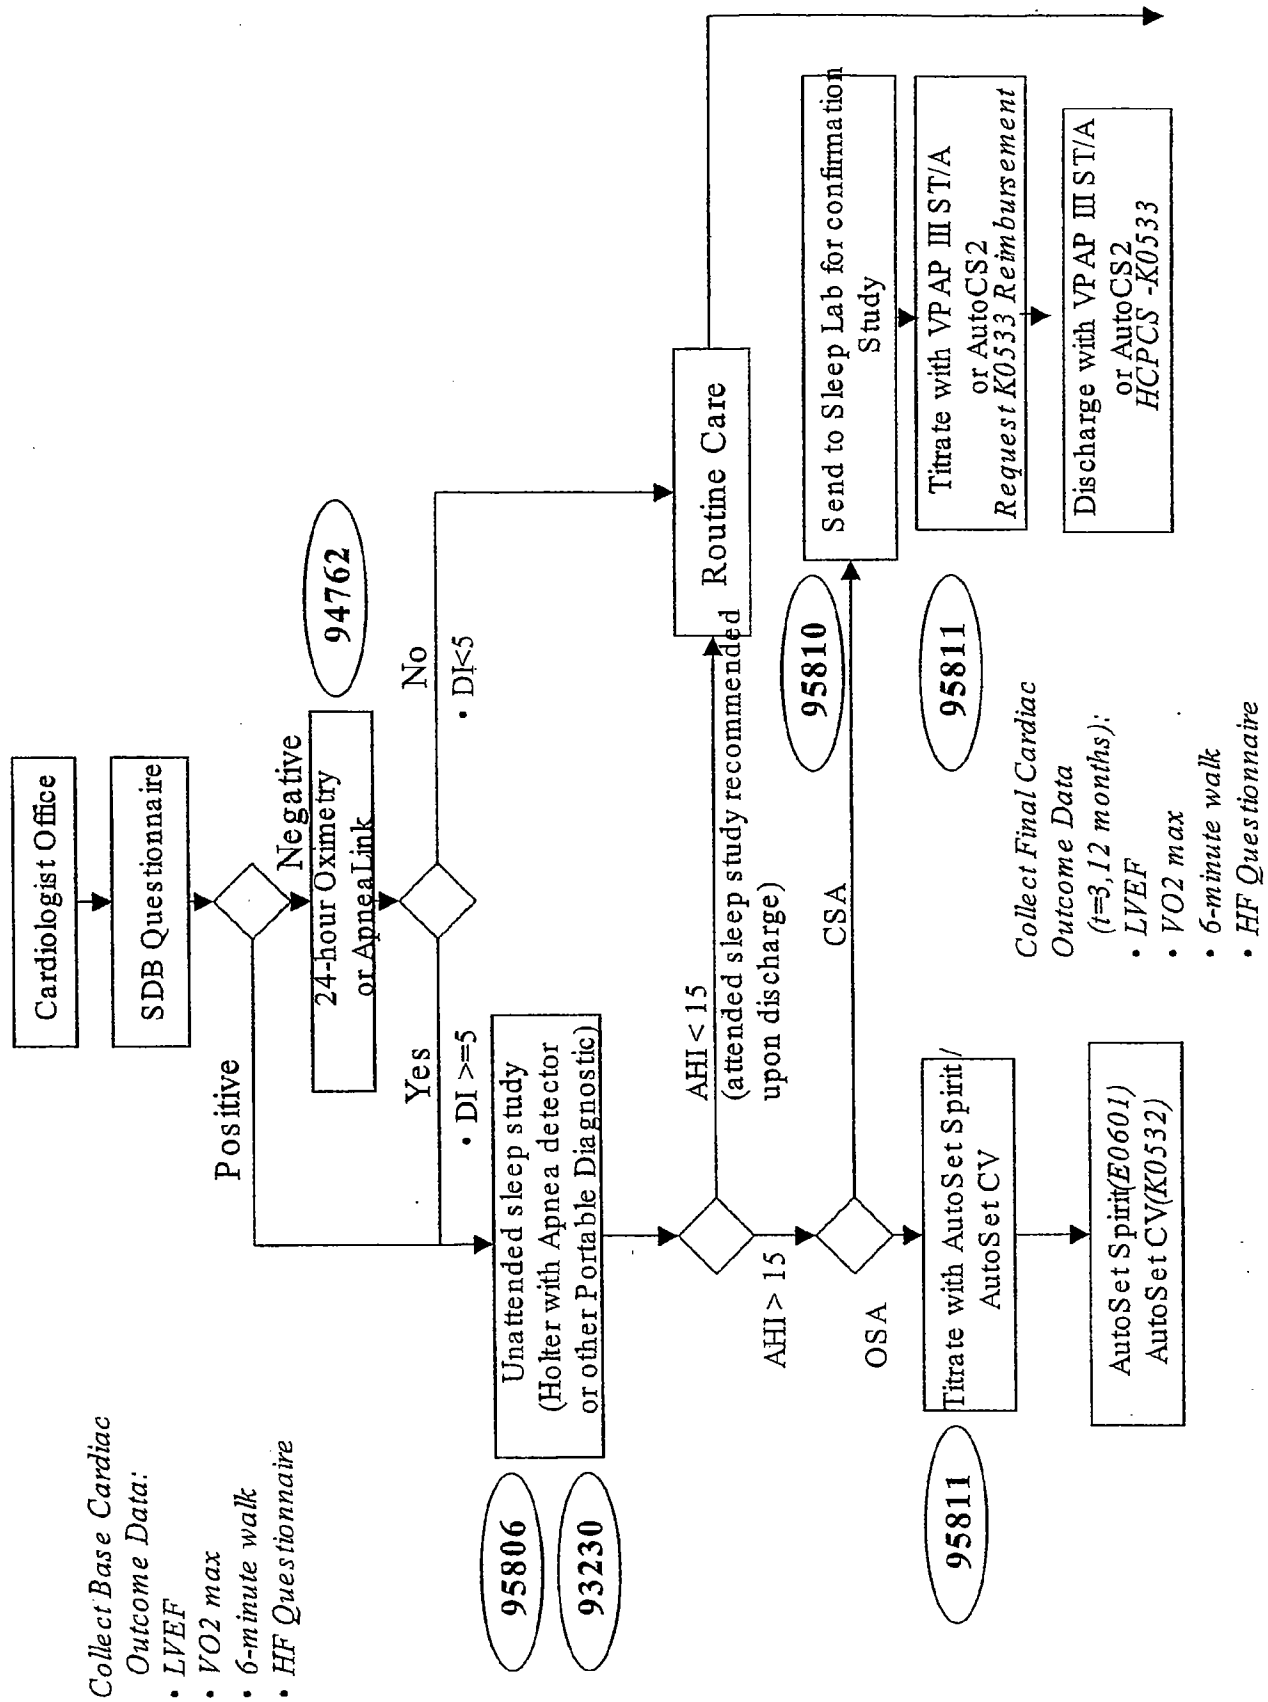 Collect Base Cardiac
Outcome Data:
• LVEF
• VO2 max
• 6-minute walk
• HF Questionnaire
Cardiologist Office
SDB Questionnaire
Positive
Negative
24-hour Oximetry
or ApneaLink
94762
Yes
No
• DI >=5
• DI<5
95806
93230
Unattended sleep study
(Holter with Apnea detector
or other Portable Diagnostic)
Routine Care
AHI < 15
(attended sleep study recommended
upon discharge)
AHI > 15
CSA
OSA
95810
Send to Sleep Lab for confirmation
Study
95811
Titrate with AutoSet Spirit/
AutoSet CV
95811
Titrate with VPAP III ST/A
or AutoCS2
Request K0533 Reimbursement
AutoSet Spirit(E0601)
AutoSet CV(K0532)
Discharge with VPAP III ST/A
or AutoCS2
HCPCS -K0533
Collect Final Cardiac
Outcome Data
(t=3,12 months):
• LVEF
• VO2 max
• 6-minute walk
• HF Questionnaire